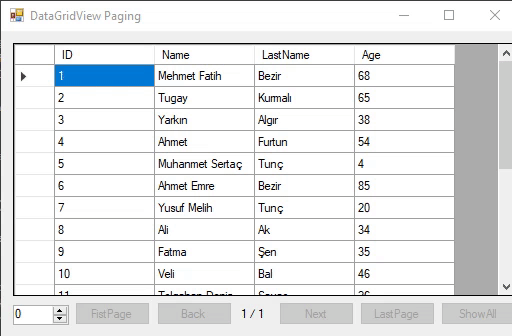 DataGridView Paging
ID Name LastName Age
1 Mehmet Fatih Bezir 68
2 Tugay Kurmalı 65
3 Yarkın Algır 38
4 Ahmet Furtun 54
5 Muhanmet Sertaç Tunç 4
6 Ahmet Emre Bezir 85
7 Yusuf Melih Tunç 20
8 Ali Ak 34
9 Fatma Şen 35
10 Veli Bal 46
11
0 FistPage Back 1 / 1 Next LastPage ShowAll